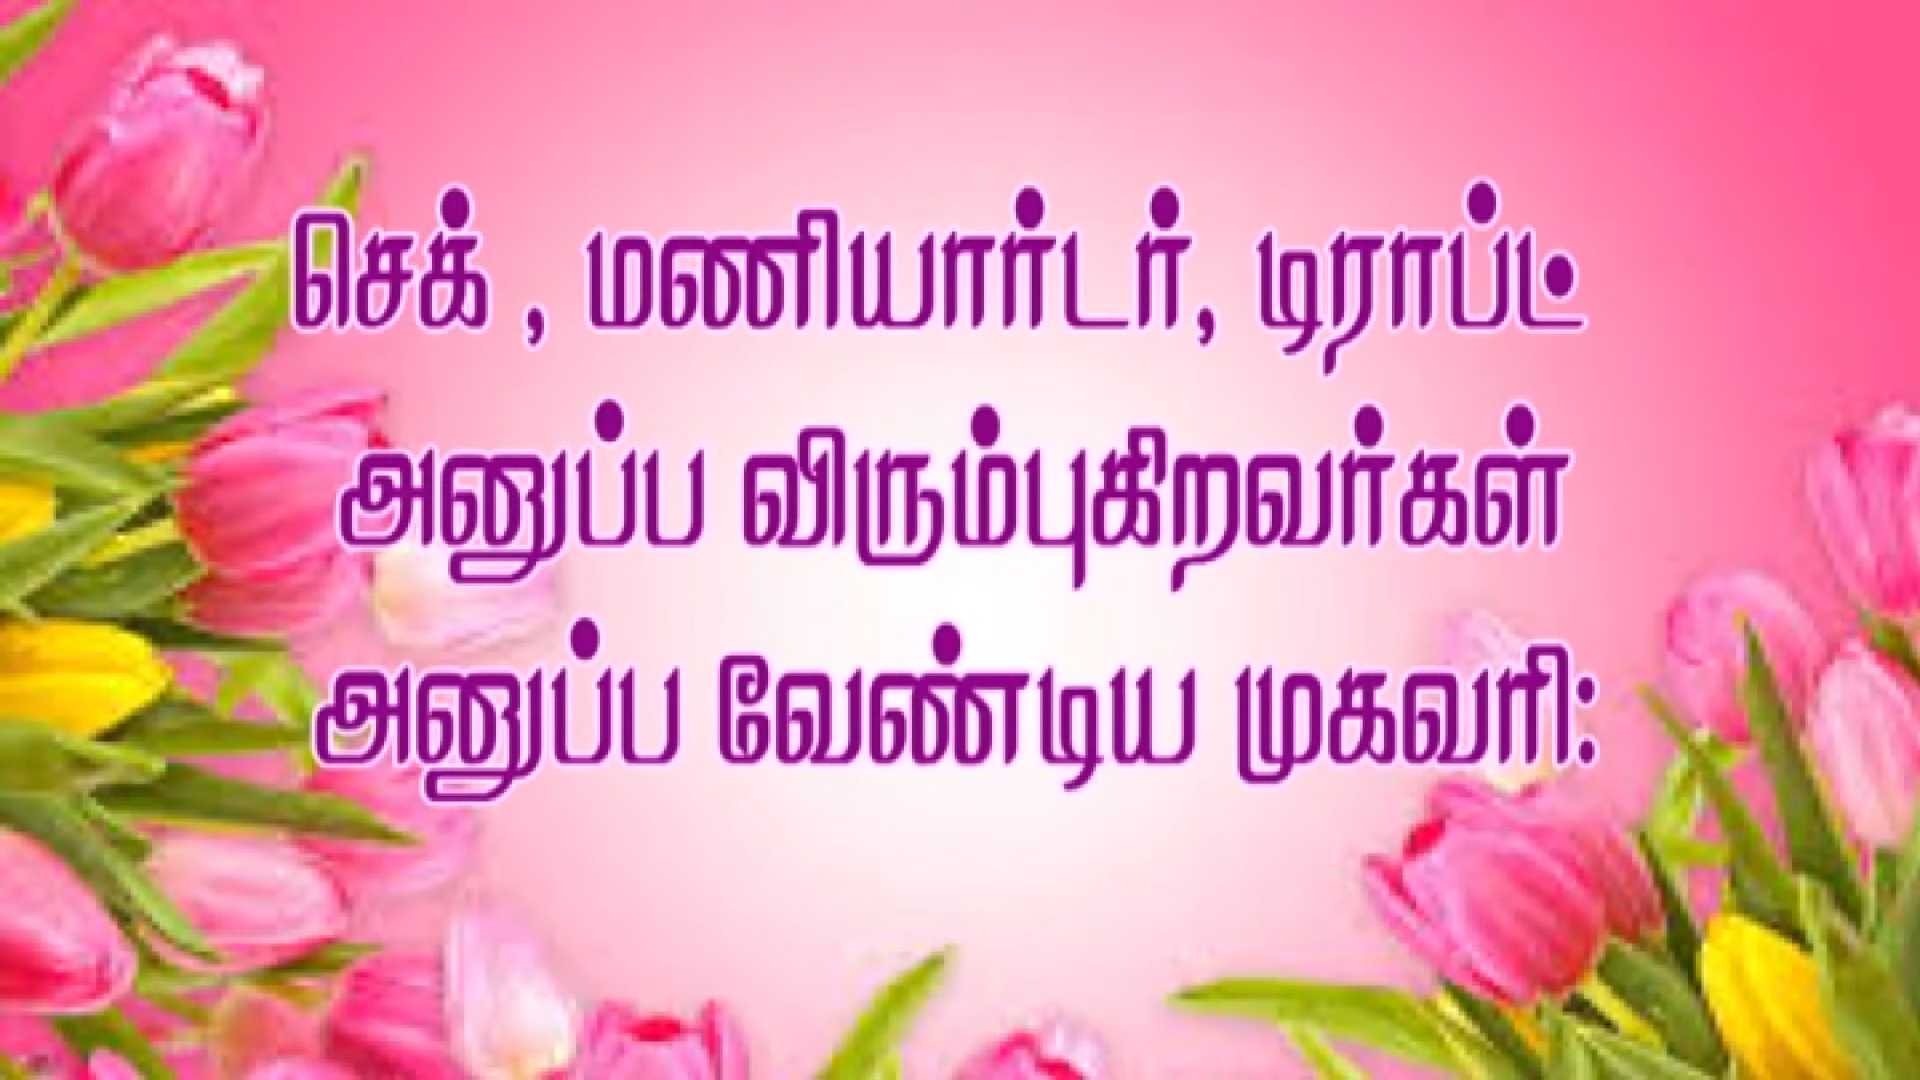 செக் , மணியார்டர், டிராப்ட்
அனுப்ப விரும்புகிறவர்கள்
அனுப்ப வேண்டிய முகவரி: